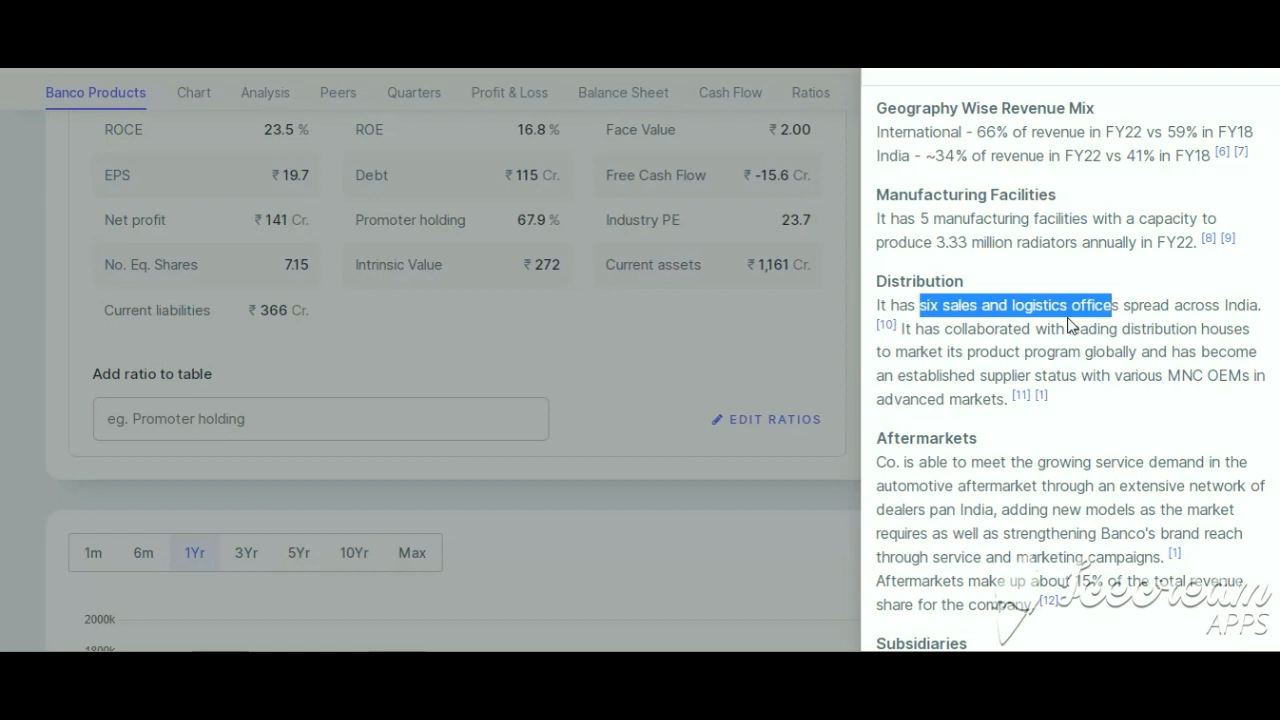 Banco Products Chart Analysis Peers Quarters Profit & Loss Balance Sheet Cash Flow Ratios
ROCE 23.5 % ROE 16.8 % Face Value ₹ 2.00
EPS ₹ 19.7 Debt ₹ 115 Cr. Free Cash Flow ₹ -15.6 Cr.
Net profit ₹ 141 Cr. Promoter holding 67.9 % Industry PE 23.7
No. Eq. Shares 7.15 Intrinsic Value ₹ 272 Current assets ₹ 1,161 Cr.
Current liabilities ₹ 366 Cr.
Add ratio to table
eg. Promoter holding EDIT RATIOS
1m 6m 1Yr 3Yr 5Yr 10Yr Max
2000k
1800k
Geography Wise Revenue Mix
International - 66% of revenue in FY22 vs 59% in FY18
India - ~34% of revenue in FY22 vs 41% in FY18 [6] [7]
Manufacturing Facilities
It has 5 manufacturing facilities with a capacity to
produce 3.33 million radiators annually in FY22. [8] [9]
Distribution
It has six sales and logistics offices spread across India.
[10] It has collaborated with leading distribution houses
to market its product program globally and has become
an established supplier status with various MNC OEMs in
advanced markets. [11] [1]
Aftermarkets
Co. is able to meet the growing service demand in the
automotive aftermarket through an extensive network of
dealers pan India, adding new models as the market
requires as well as strengthening Banco's brand reach
through service and marketing campaigns. [1]
Aftermarkets make up about 15% of the total revenue
share for the company. [12]
Subsidiaries
Icecream
APPS